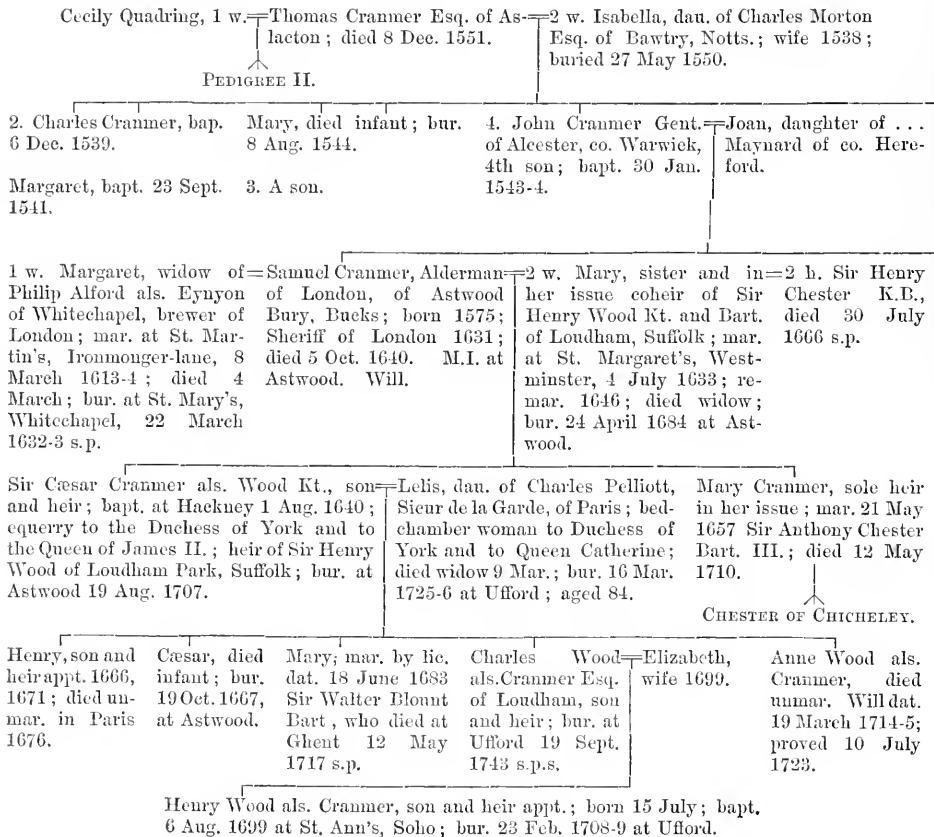 Cecily Quadring, 1 w.
Thomas Cranmer Esq. of As-
lacton ; died 8 Dec. 1551.
2 w. Isabella, dau. of Charles Morton
Esq. of Bawtry, Notts. ; wife 1538 ;
buried 27 May 1550.
PEDIGREE II.
2. Charles Cranmer, bap.
6 Dec. 1539.
Margaret, bapt. 23 Sept.
1541.
Mary, died infant ; bur.
8 Aug. 1544.
3. A son.
4. John Cranmer Gent.
of Alcester, co. Warwick,
4th son ; bapt. 30 Jan.
1543-4.
Joan, daughter of . . .
Maynard of co. Here-
ford.
1 w. Margaret, widow of
Philip Alford als. Eynyon
of Whitechapel, brewer of
London ; mar. at St. Mar-
tin's, Ironmonger-lane, 8
March 1613-4 ; died 4
March ; bur. at St. Mary's,
Whitechapel, 22 March
1632-3 s.p.
Samuel Cranmer, Alderman
of London, of Astwood
Bury, Bucks ; born 1575 ;
Sheriff of London 1631 ;
died 5 Oct. 1640. M.I. at
Astwood. Will.
2 w. Mary, sister and in
her issue coheir of Sir
Henry Wood Kt. and Bart.
of Loudham, Suffolk ; mar.
at St. Margaret's, West-
minster, 4 July 1633 ; re-
mar. 1646 ; died widow ;
bur. 24 April 1684 at Ast-
wood.
2 h. Sir Henry
Chester K.B.,
died 30 July
1666 s.p.
Sir Cæsar Cranmer als. Wood Kt., son
and heir ; bapt. at Hackney 1 Aug. 1640 ;
equerry to the Duchess of York and to
the Queen of James II. ; heir of Sir Henry
Wood of Loudham Park, Suffolk ; bur. at
Astwood 19 Aug. 1707.
Lelis, dau. of Charles Pelliott,
Sieur de la Garde, of Paris ; bed-
chamber woman to Duchess of
York and to Queen Catherine ;
died widow 9 Mar. ; bur. 16 Mar.
1725-6 at Ufford ; aged 84.
Mary Cranmer, sole heir
in her issue ; mar. 21 May
1657 Sir Anthony Chester
Bart. III. ; died 12 May
1710.
CHESTER OF CHICHELEY.
Henry, son and
heir appt. 1666,
1671 ; died un-
mar. in Paris
1676.
Cæsar, died
infant ; bur.
19 Oct. 1667,
at Astwood.
Mary, mar. by lic.
dat. 18 June 1683
Sir Walter Blount
Bart , who died at
Ghent 12 May
1717 s.p.
Charles Wood
als. Cranmer Esq.
of Loudham, son
and heir ; bur. at
Ufford 19 Sept.
1743 s.p.s.
Elizabeth,
wife 1699.
Anne Wood als.
Cranmer, died
unmar. Will dat.
19 March 1714-5 ;
proved 10 July
1723.
Henry Wood als. Cranmer, son and heir appt. ; born 15 July ; bapt.
6 Aug. 1699 at St. Ann's, Soho ; bur. 23 Feb. 1708-9 at Ufford.